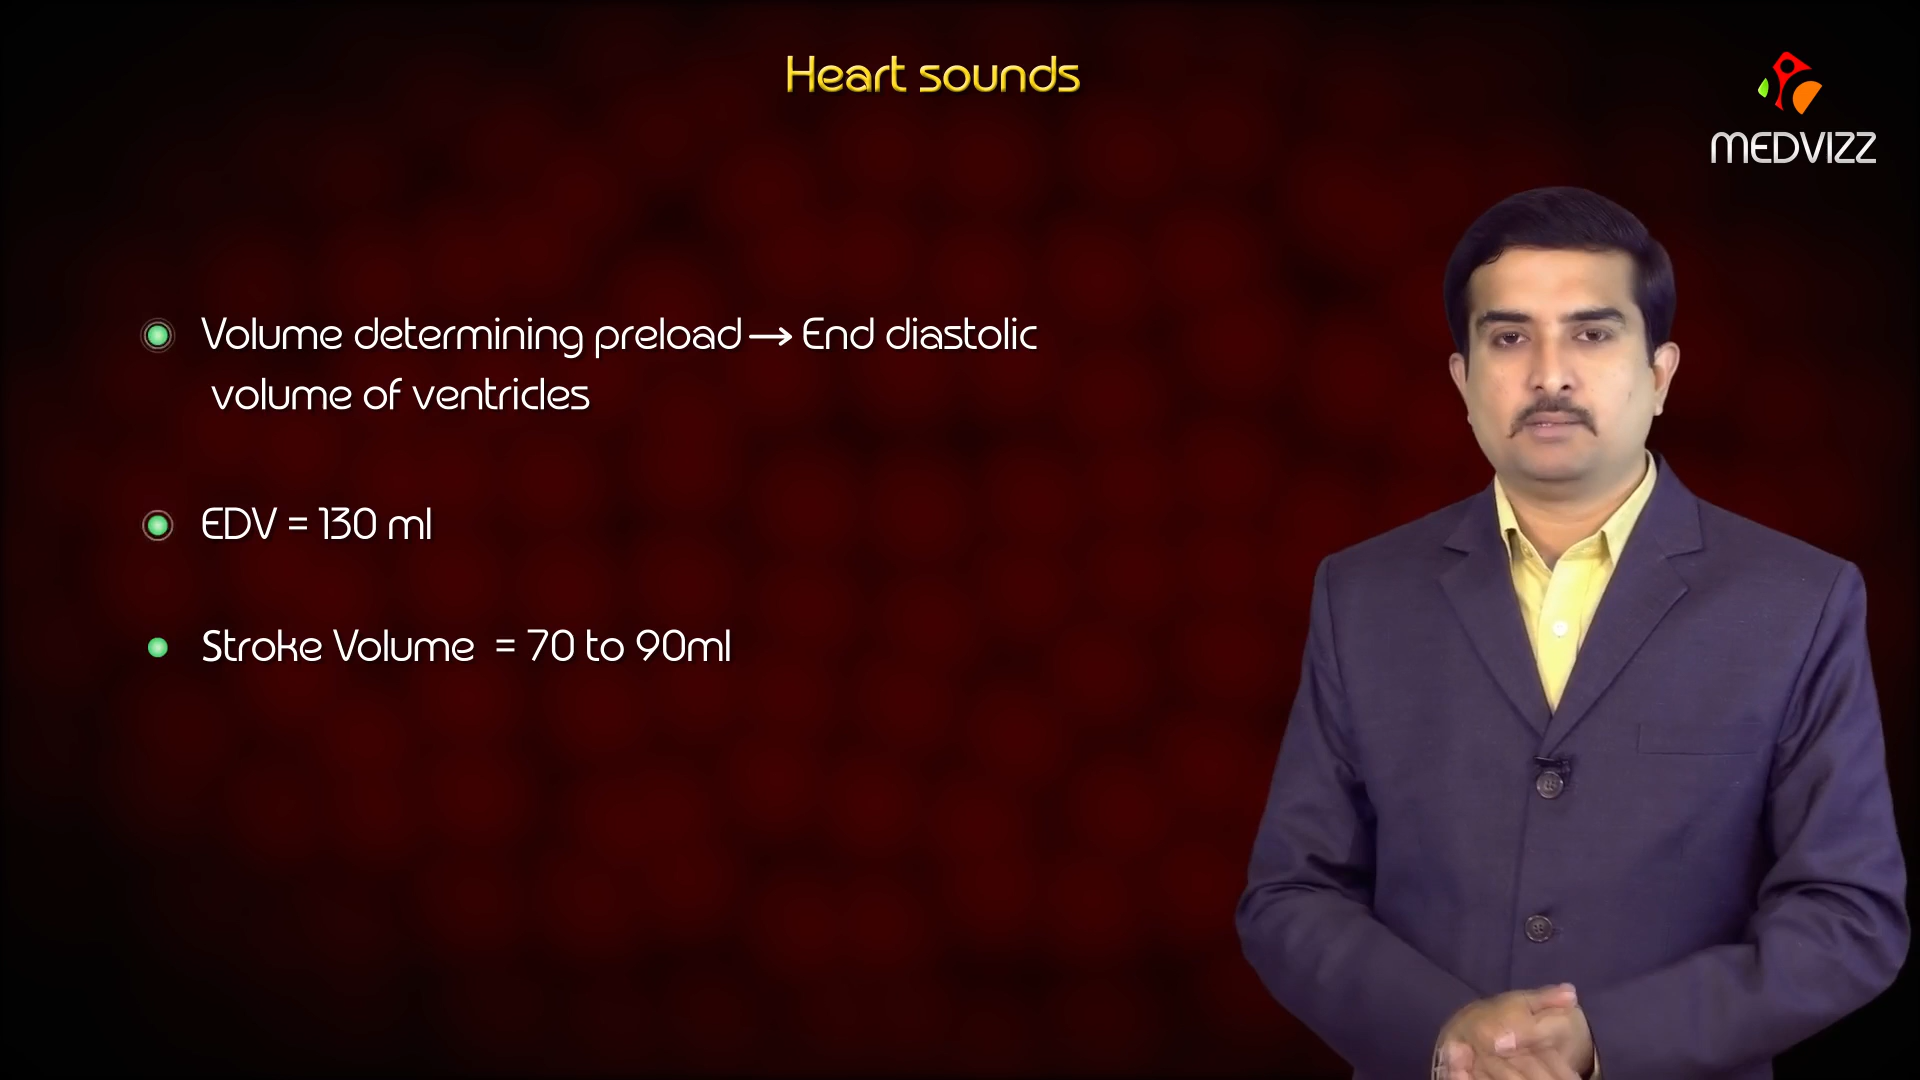 Heart sounds
MEDVIZZ
Volume determining preload → End diastolic
volume of ventricles
EDV = 130 ml
Stroke Volume = 70 to 90ml